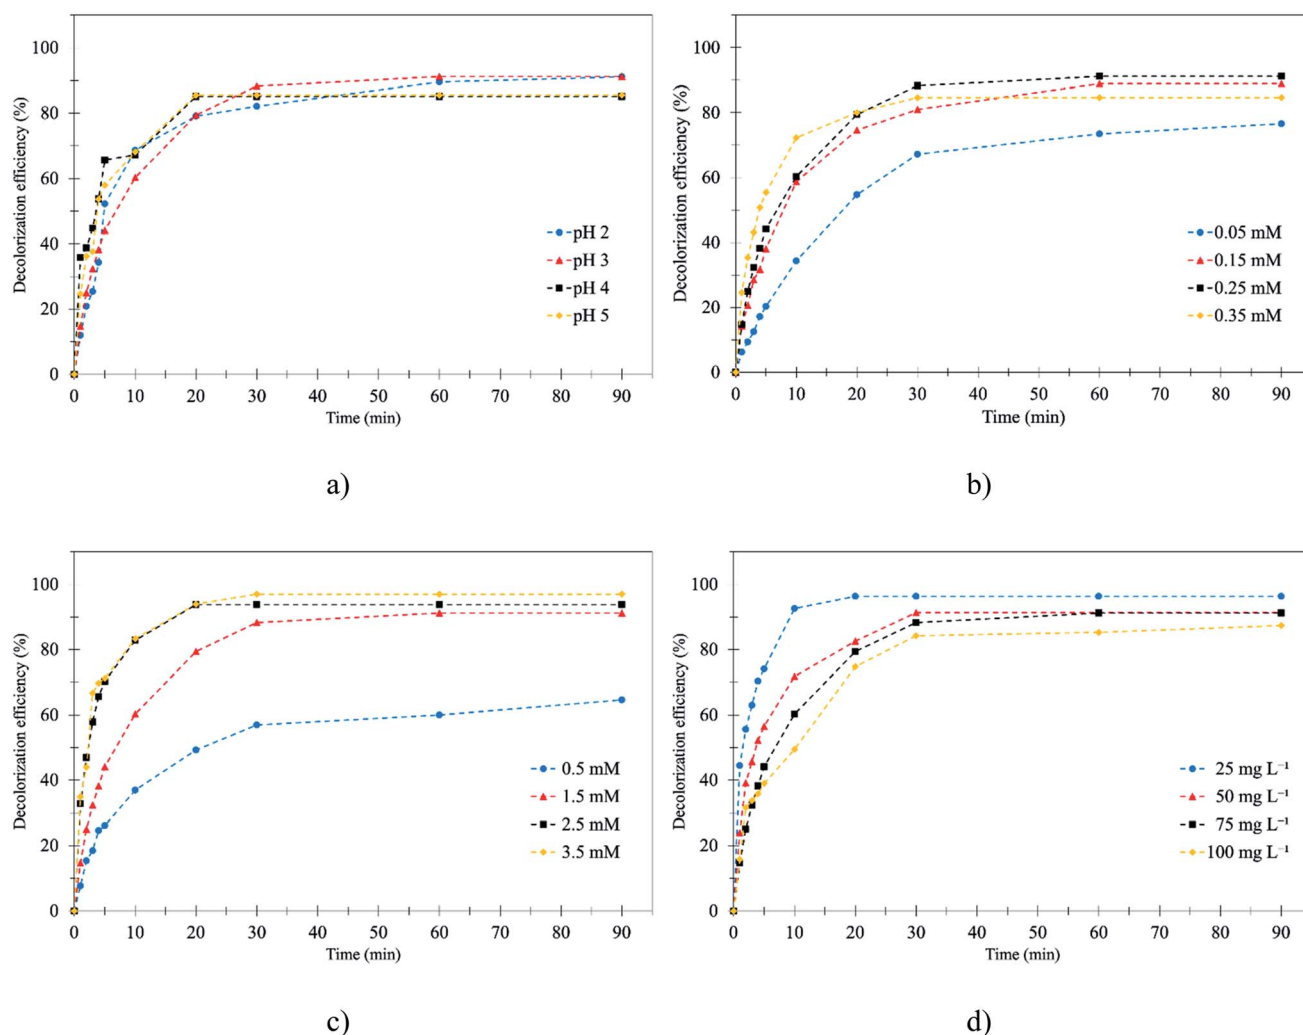 Decolorization efficiency (%)
100
80
60
40
20
0
pH 2
pH 3
pH 4
pH 5
0 10 20 30 40 50 60 70 80 90
Time (min)
a)
Decolorization efficiency (%)
100
80
60
40
20
0
0.05 mM
0.15 mM
0.25 mM
0.35 mM
0 10 20 30 40 50 60 70 80 90
Time (min)
b)
Decolorization efficiency (%)
100
80
60
40
20
0
0.5 mM
1.5 mM
2.5 mM
3.5 mM
0 10 20 30 40 50 60 70 80 90
Time (min)
c)
Decolorization efficiency (%)
100
80
60
40
20
0
25 mg L⁻¹
50 mg L⁻¹
75 mg L⁻¹
100 mg L⁻¹
0 10 20 30 40 50 60 70 80 90
Time (min)
d)